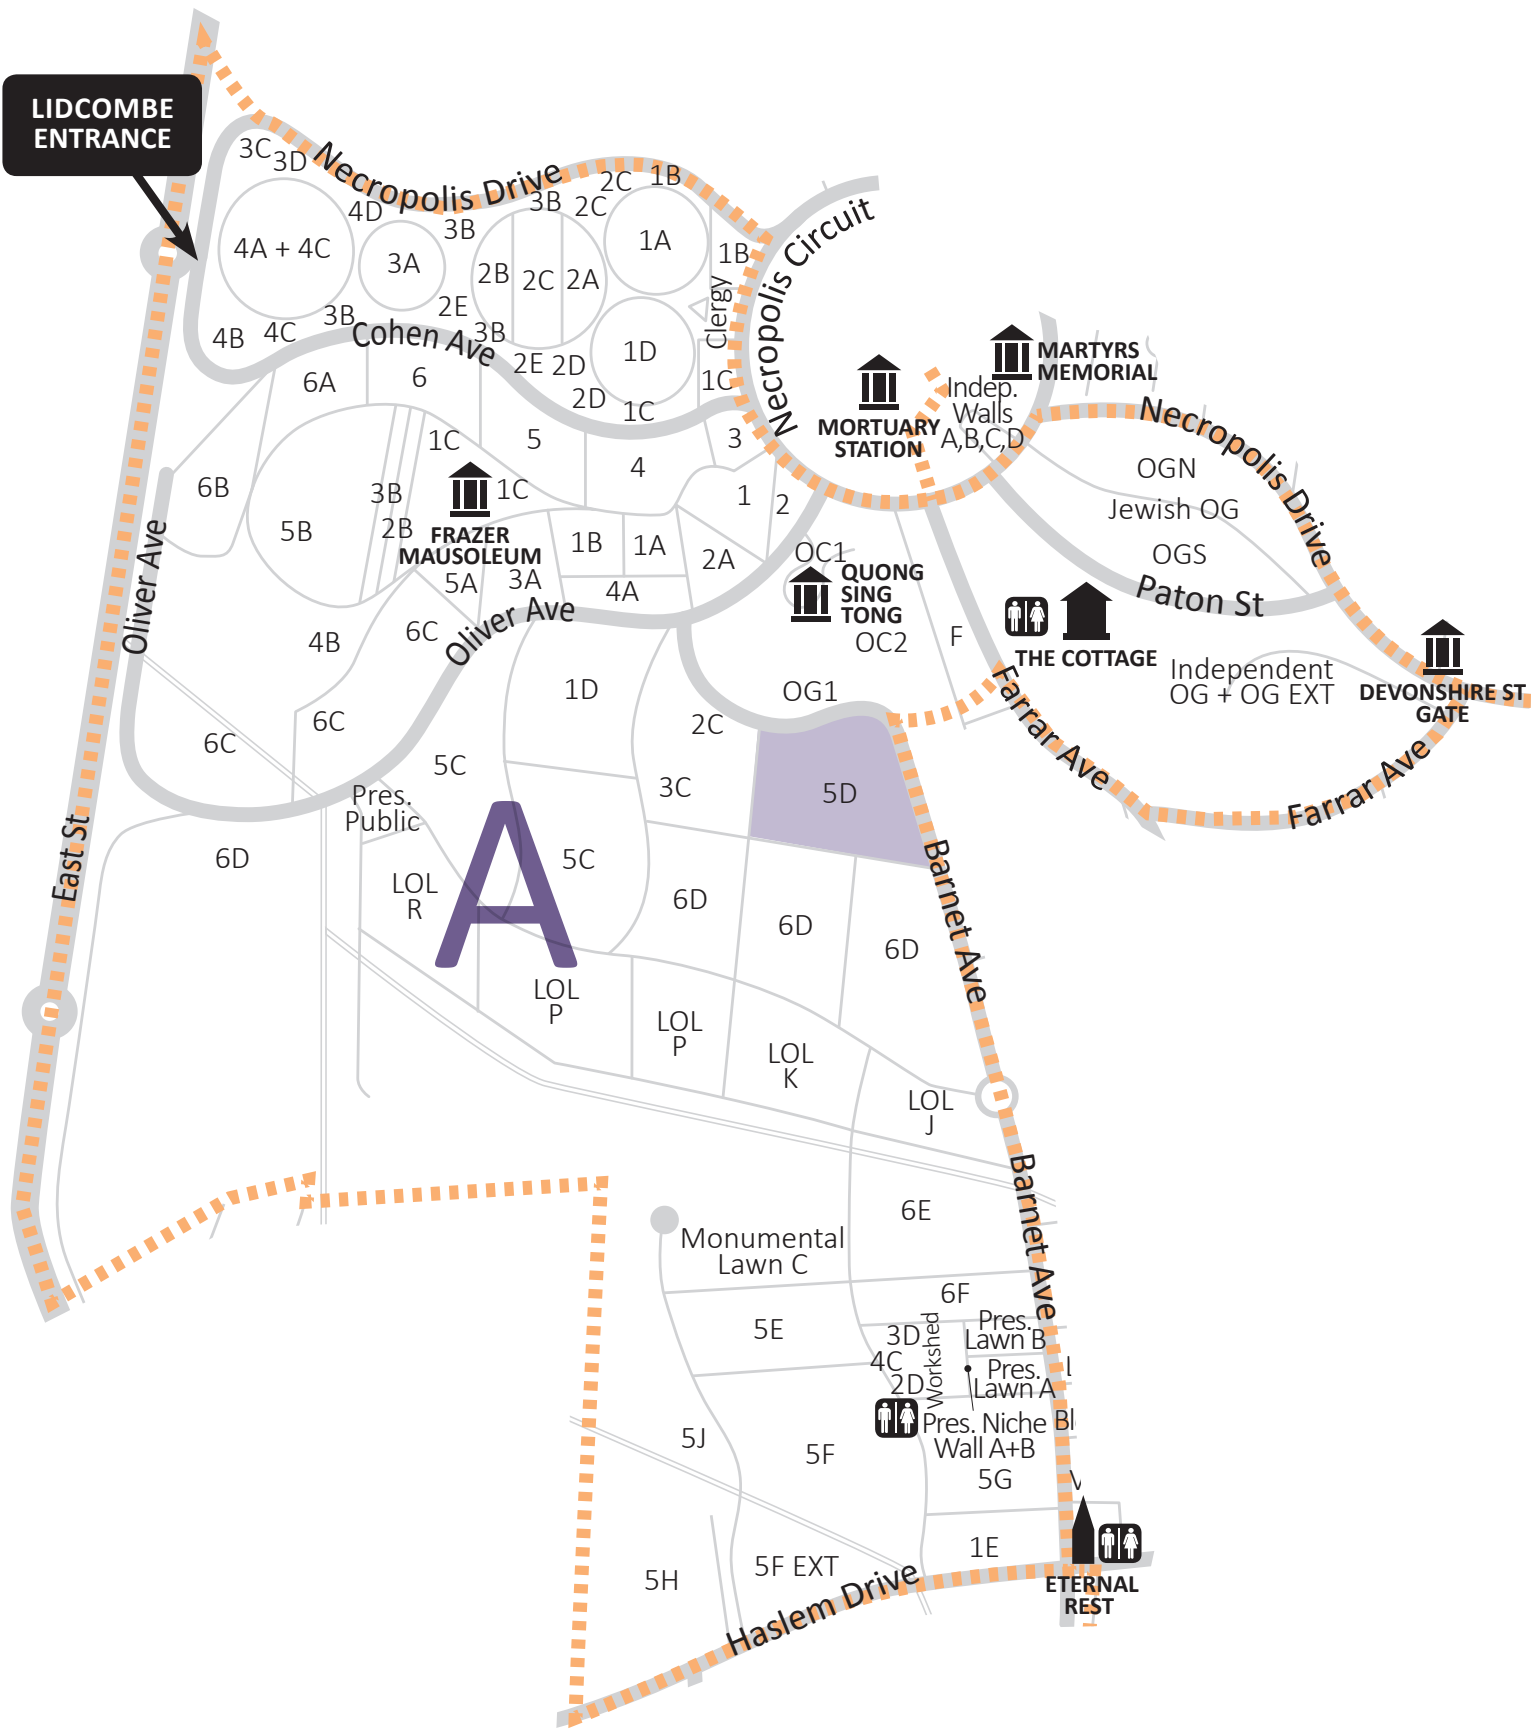 LIDCOMBE
ENTRANCE
3C
3D
Necropolis Drive
2C
1B
3B
2C
4D
3B
4A + 4C
3A
1A
1B
2B
2C
2A
Clergy
Necropolis Circuit
2E
3B
4B
4C
Cohen Ave
3B
2E
2D
1D
1C
6A
6
2D
1C
MARTYRS
MEMORIAL
Indep.
Walls
A,B,C,D
MORTUARY
STATION
Necropolis Drive
OGN
Jewish OG
OGS
Paton St
1C
5
3
4
6B
3B
1C
1
2
5B
2B
FRAZER
MAUSOLEUM
1B
1A
2A
OC1
QUONG
SING
TONG
OC2
5A
3A
4A
Oliver Ave
Oliver Ave
4B
6C
F
THE COTTAGE
Independent
OG + OG EXT
DEVONSHIRE ST
GATE
Farrar Ave
Farrar Ave
1D
OG1
6C
6C
2C
5C
3C
5D
Pres.
Public
A
East St
6D
LOL
R
5C
6D
6D
6D
Barnet Ave
LOL
P
LOL
P
LOL
K
LOL
J
Barnet Ave
6E
Monumental
Lawn C
6F
5E
3D
4C
2D
Workshed
Pres.
Lawn B
Pres.
Lawn A
Pres. Niche
Wall A+B
Bl
5J
5F
5G
1E
5F EXT
5H
Haslem Drive
ETERNAL
REST